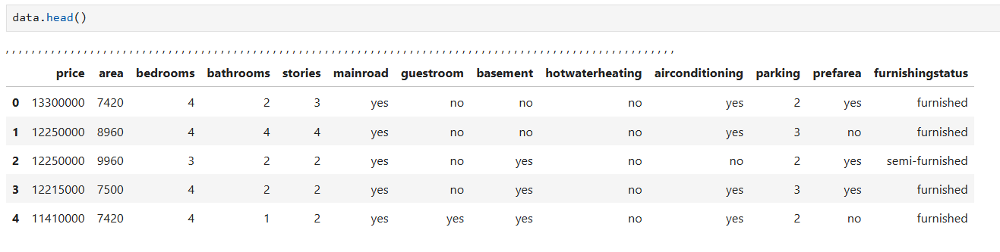 data.head()
, , , , , , , , , , , , , , , , , , , , , , , , , , , , , , , , , , , , , , , , , , , , , , , , , , , , , , , , , , , , , , , , , , , , , , , , , , , , , , , , , , , , , , , , , , , , , , , , , , , , , , , ,
price area bedrooms bathrooms stories mainroad guestroom basement hotwaterheating airconditioning parking prefarea furnishingstatus
0 13300000 7420 4 2 3 yes no no no yes 2 yes furnished
1 12250000 8960 4 4 4 yes no no no yes 3 no furnished
2 12250000 9960 3 2 2 yes no yes no no 2 yes semi-furnished
3 12215000 7500 4 2 2 yes no yes no yes 3 yes furnished
4 11410000 7420 4 1 2 yes yes yes no yes 2 no furnished